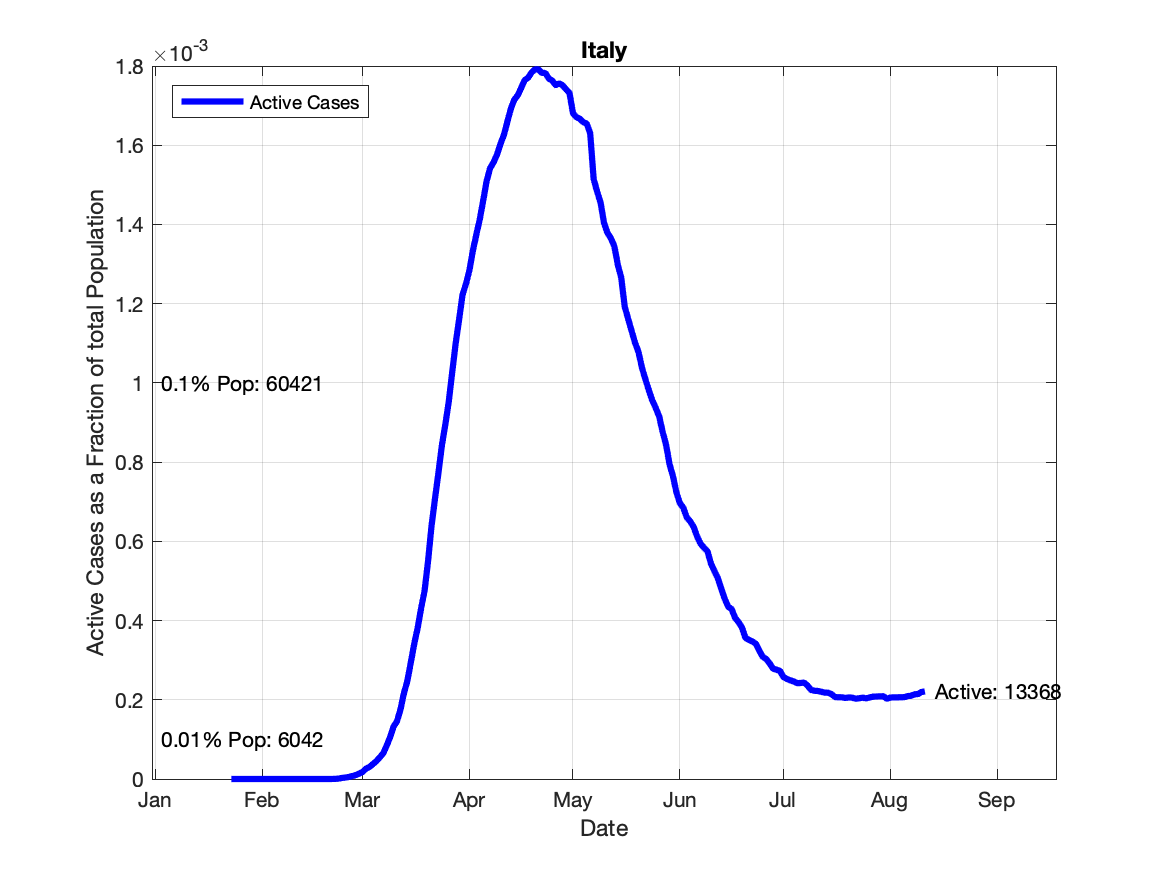 Italy
×10-3
1.8
1.6
1.4
1.2
1
0.8
0.6
0.4
0.2
0
Active Cases
0.1% Pop: 60421
0.01% Pop: 6042
Active: 13368
Active Cases as a Fraction of total Population
Jan Feb Mar Apr May Jun Jul Aug Sep
Date